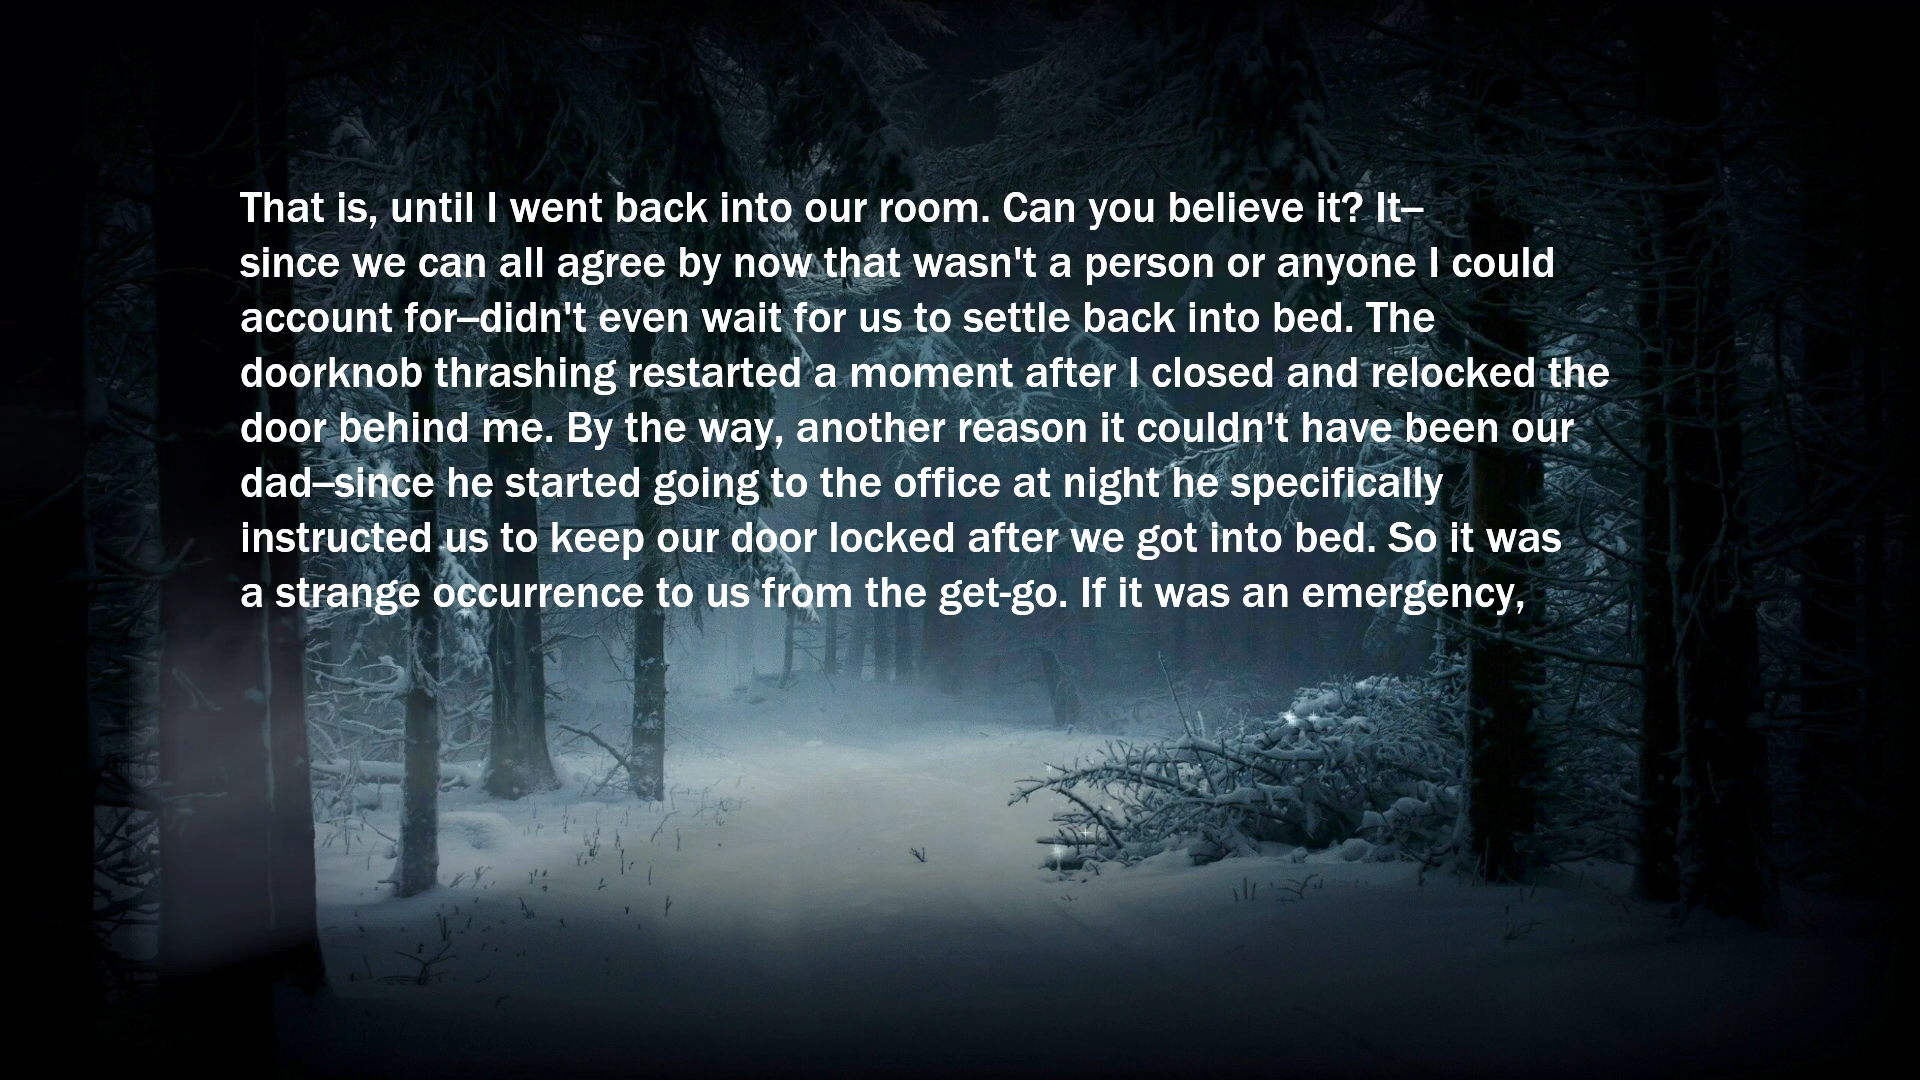 That is, until I went back into our room. Can you believe it? It–
since we can all agree by now that wasn't a person or anyone I could
account for–didn't even wait for us to settle back into bed. The
doorknob thrashing restarted a moment after I closed and relocked the
door behind me. By the way, another reason it couldn't have been our
dad–since he started going to the office at night he specifically
instructed us to keep our door locked after we got into bed. So it was
a strange occurrence to us from the get-go. If it was an emergency,